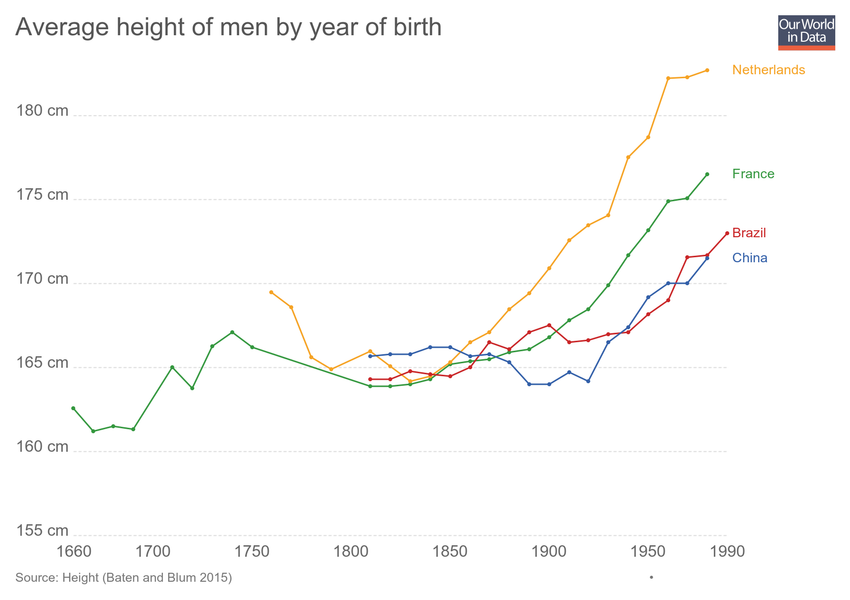 Average height of men by year of birth
Our World
in Data
Netherlands
180 cm
France
175 cm
Brazil
China
170 cm
165 cm
160 cm
155 cm
1660 1700 1750 1800 1850 1900 1950 1990
Source: Height (Baten and Blum 2015)